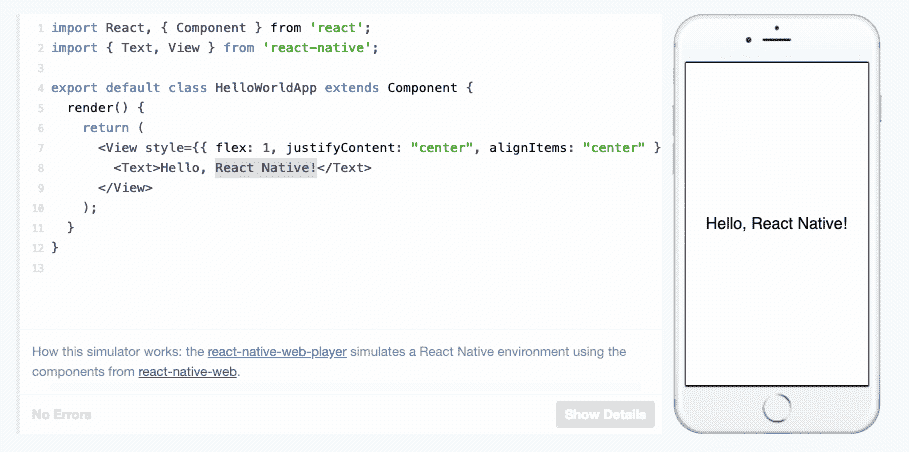 1 import React, { Component } from 'react';
2 import { Text, View } from 'react-native';
3
4 export default class HelloWorldApp extends Component {
5 render() {
6 return (
7 <View style={{ flex: 1, justifyContent: "center", alignItems: "center" }
8 <Text>Hello, React Native!</Text>
9 </View>
10 );
11 }
12 }
13
How this simulator works: the react-native-web-player simulates a React Native environment using the
components from react-native-web.
No Errors
Show Details
Hello, React Native!